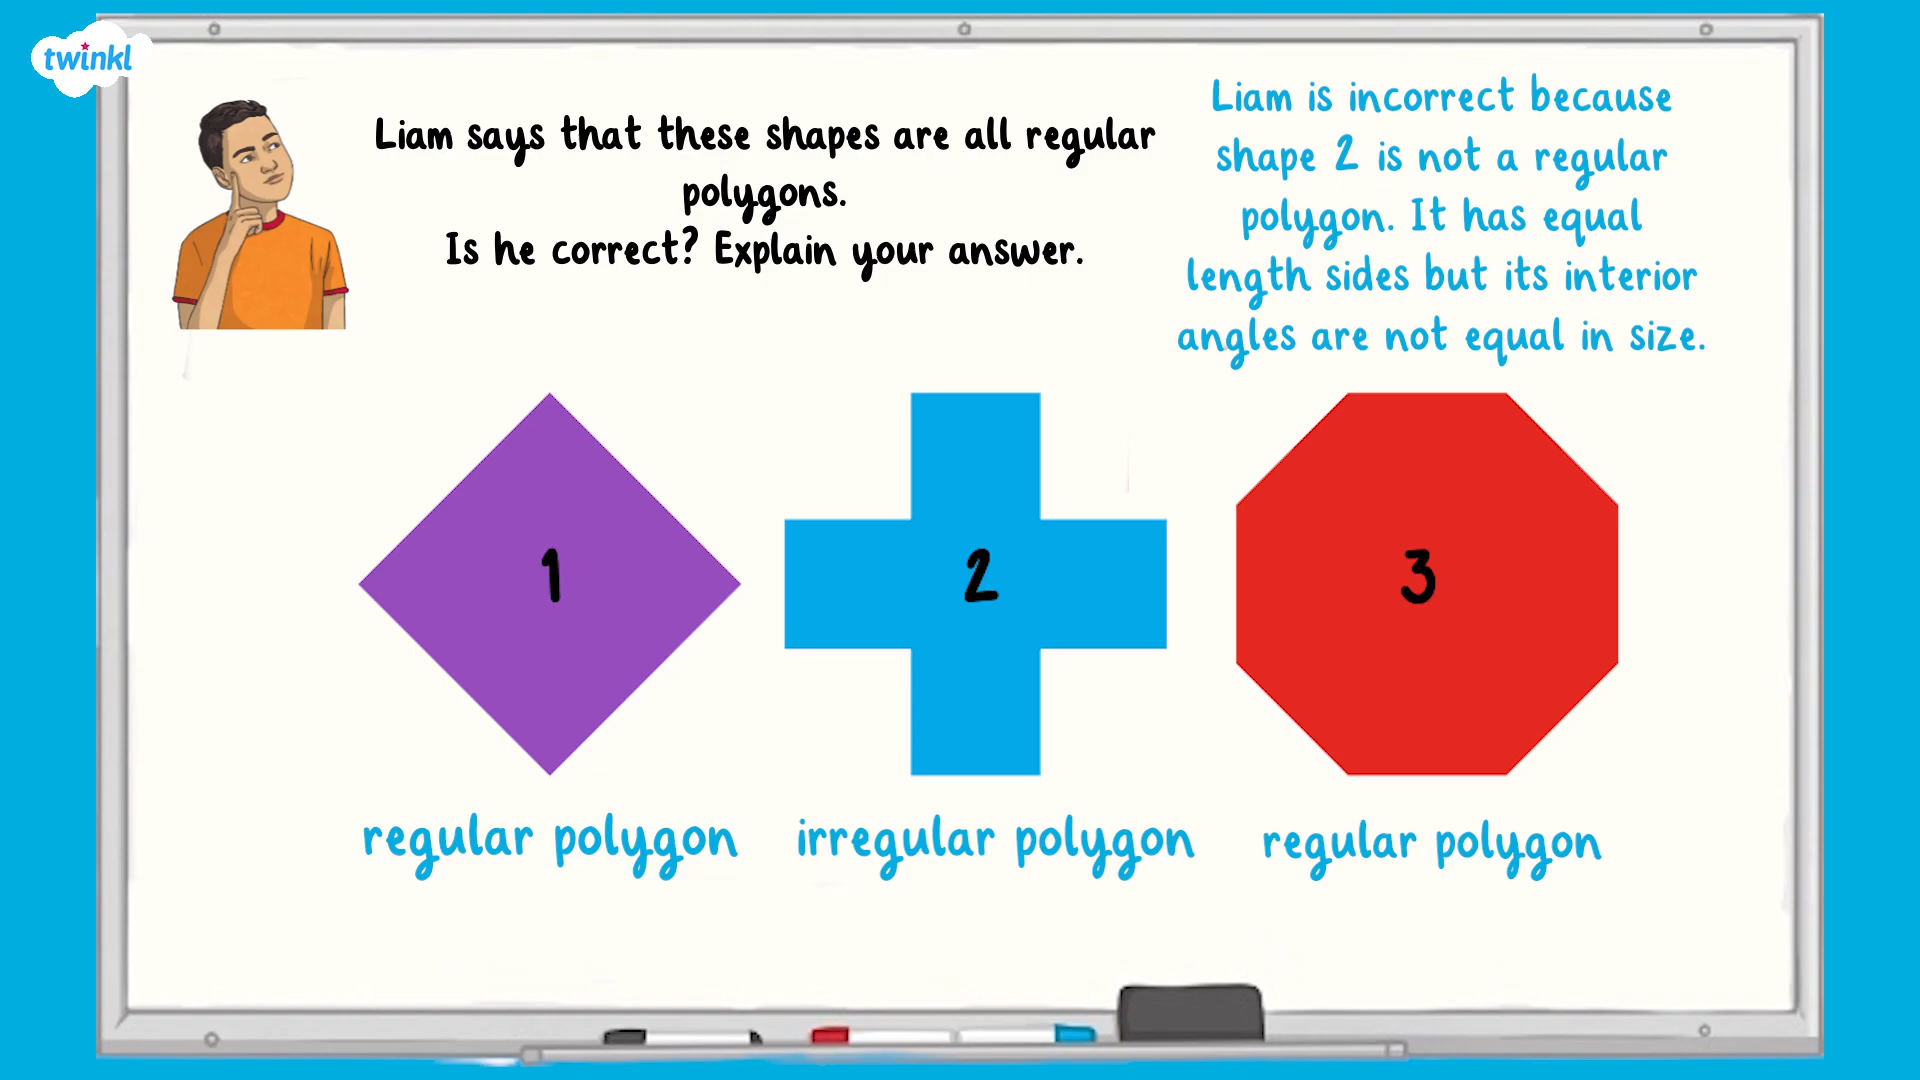 twinkl
Liam says that these shapes are all regular
polygons.
Is he correct? Explain your answer.
Liam is incorrect because
shape 2 is not a regular
polygon. It has equal
length sides but its interior
angles are not equal in size.
1
2
3
regular polygon
irregular polygon
regular polygon